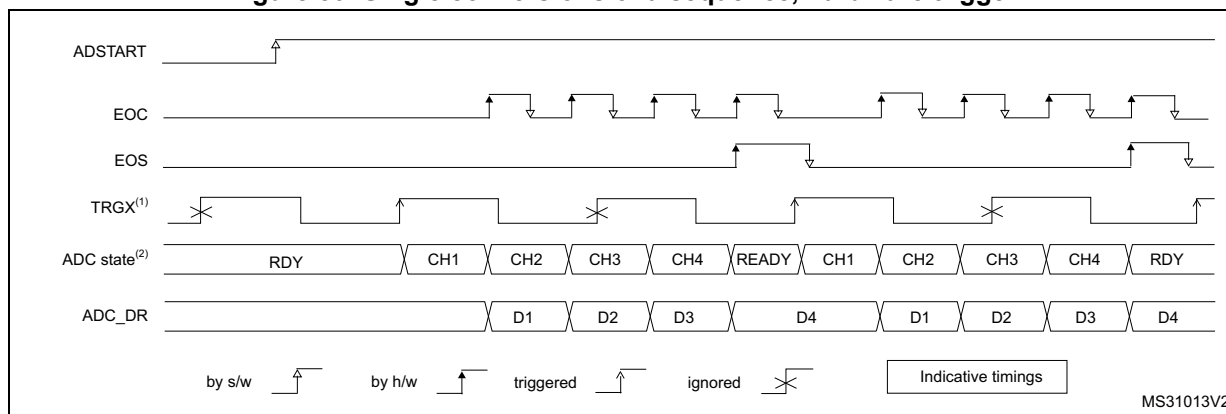 ADSTART
EOC
EOS
TRGX(1)
ADC state(2) RDY CH1 CH2 CH3 CH4 READY CH1 CH2 CH3 CH4 RDY
ADC_DR D1 D2 D3 D4 D1 D2 D3 D4
by s/w by h/w triggered ignored Indicative timings
MS31013V2